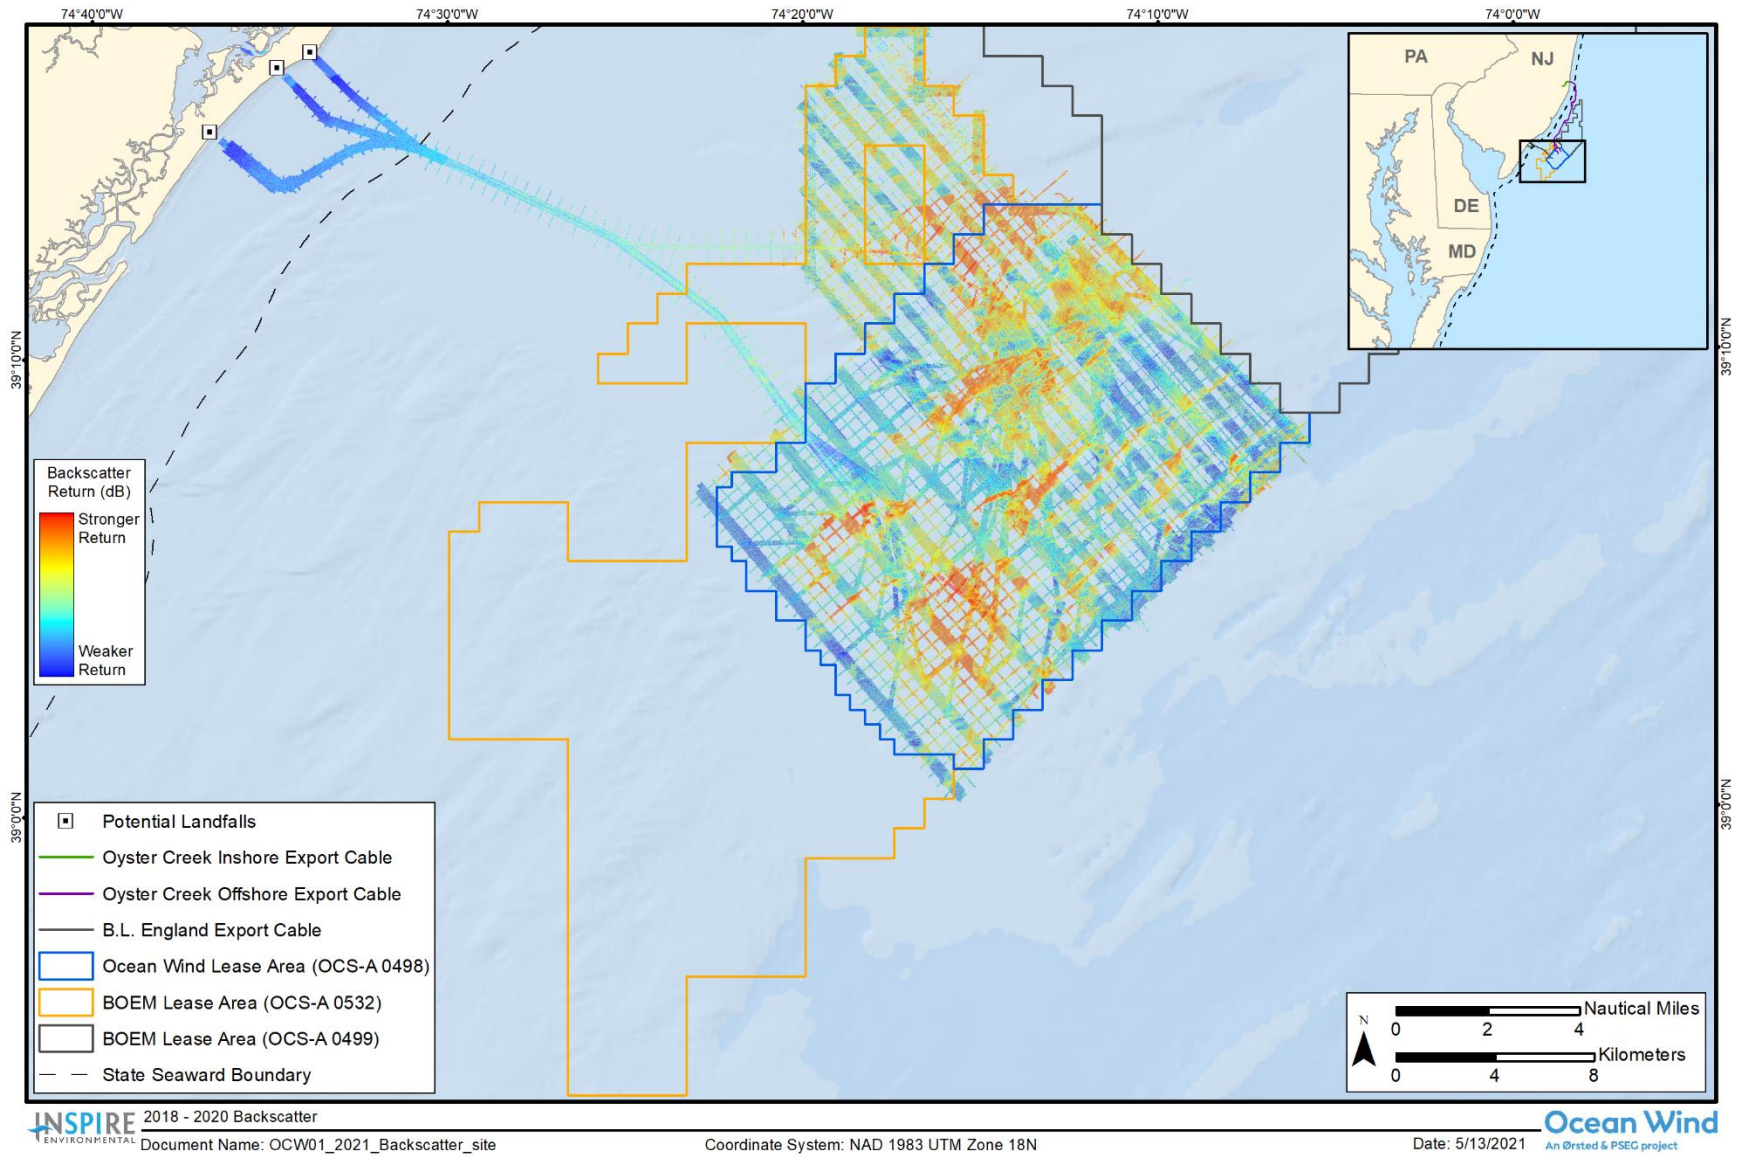 74°40'0"W
74°30'0"W
74°20'0"W
74°10'0"W
74°0'0"W
PA
NJ
DE
MD
39°10'0"N
39°10'0"N
Backscatter
Return (dB)
Stronger
Return
Weaker
Return
39°0'0"N
39°0'0"N
Potential Landfalls
Oyster Creek Inshore Export Cable
Oyster Creek Offshore Export Cable
B.L. England Export Cable
Ocean Wind Lease Area (OCS-A 0498)
BOEM Lease Area (OCS-A 0532)
BOEM Lease Area (OCS-A 0499)
State Seaward Boundary
N
Nautical Miles
0 2 4
Kilometers
0 4 8
INSPIRE
ENVIRONMENTAL
2018 - 2020 Backscatter
Document Name: OCW01_2021_Backscatter_site
Coordinate System: NAD 1983 UTM Zone 18N
Date: 5/13/2021
Ocean Wind
An Ørsted & PSEG project